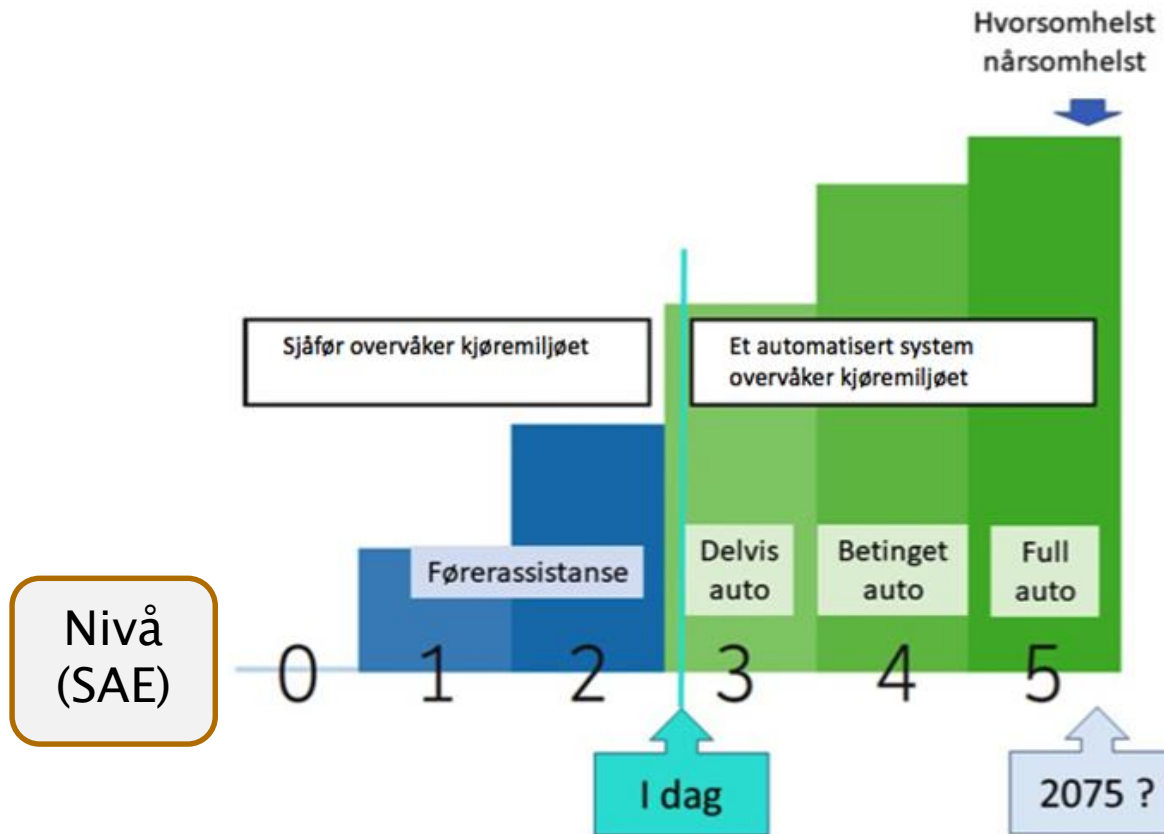 Hvorsomhelst
nårsomhelst
Sjåfør overvåker kjøremiljøet
Et automatisert system
overvåker kjøremiljøet
Førerassistanse
Delvis
auto
Betinget
auto
Full
auto
Nivå
(SAE)
0 1 2 3 4 5
I dag
2075 ?